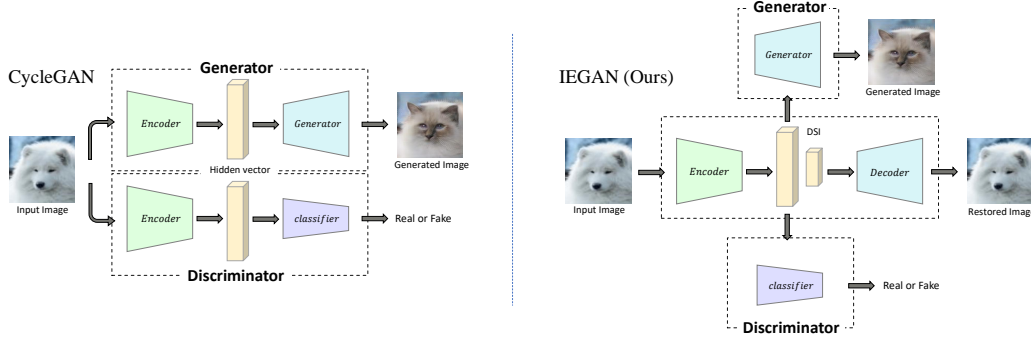 CycleGAN
Generator
Encoder
Generator
Input Image
Hidden vector
Generated Image
Encoder
classifier
Real or Fake
Discriminator
IEGAN (Ours)
Generator
Generator
Generated Image
DSI
Encoder
Decoder
Input Image
Restored Image
classifier
Real or Fake
Discriminator